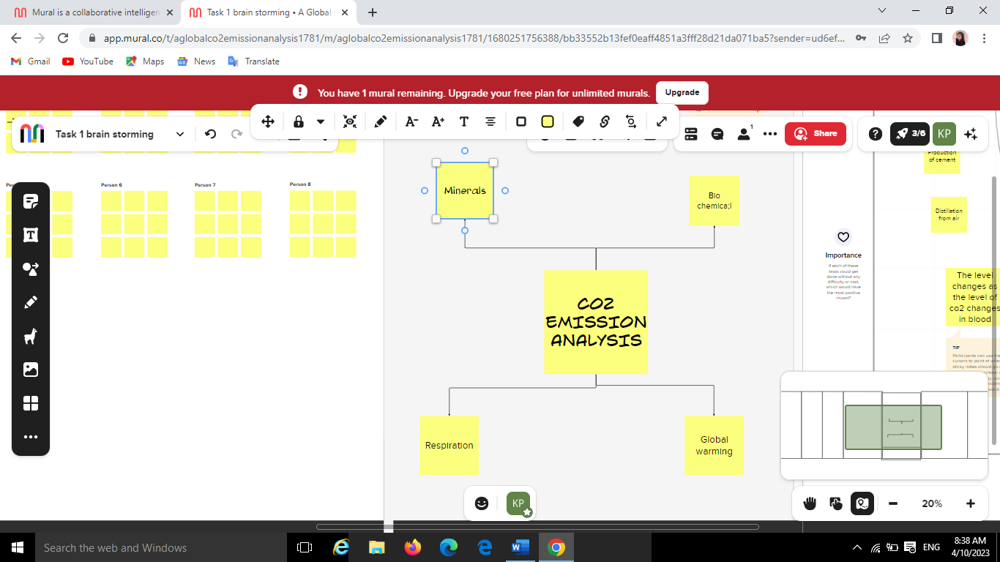 Mural is a collaborative intelligen
Task 1 brain storming • A Global
app.mural.co/t/aglobalco2emissionanalysis1781/m/aglobalco2emissionanalysis1781/1680251756388/bb33552b13fef0eaff4851a3fff28d21da071ba5?sender=ud6ef...
Gmail
YouTube
Maps
News
Translate
You have 1 mural remaining. Upgrade your free plan for unlimited murals.
Upgrade
Task 1 brain storming
A-
A+
T
1
Share
3/6
KP
Person 6
Person 7
Person 8
Minerals
Bio
chemica;l
CO2
EMISSION
ANALYSIS
Respiration
Global
warming
Production
of cement
Distillation
from air
Importance
If each of these
tasks could get
done without any
difficulty or cost,
which would have
the most positive
impact?
The level
changes as
the level of
co2 changes
in blood
TIP
Participants can use the
cursors to point at whe
sticky notes should go
KP
20%
Search the web and Windows
ENG
8:38 AM
4/10/2023